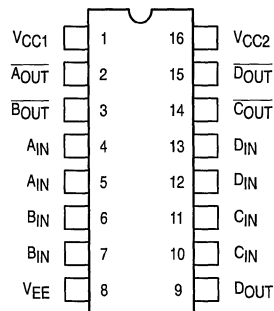 VCC1 1 16 VCC2
AOUT 2 15 DOUT
BOUT 3 14 COUT
AIN 4 13 DIN
AIN 5 12 DIN
BIN 6 11 CIN
BIN 7 10 CIN
VEE 8 9 DOUT